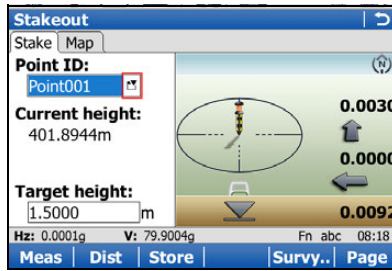 Stakeout
Stake Map
Point ID:
Point001
Current height:
401.8944m
Target height:
1.5000 m
N
0.0030
0.0000
0.0092
Hz: 0.0001g V: 79.9004g Fn abc 08:18
Meas Dist Store Survy.. Page